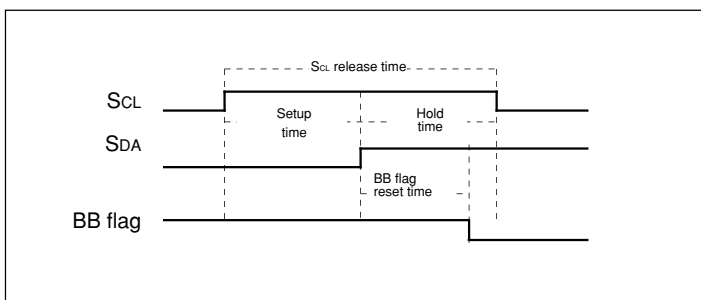 SCL release time
SCL
Setup
time
Hold
time
SDA
BB flag
reset time
BB flag